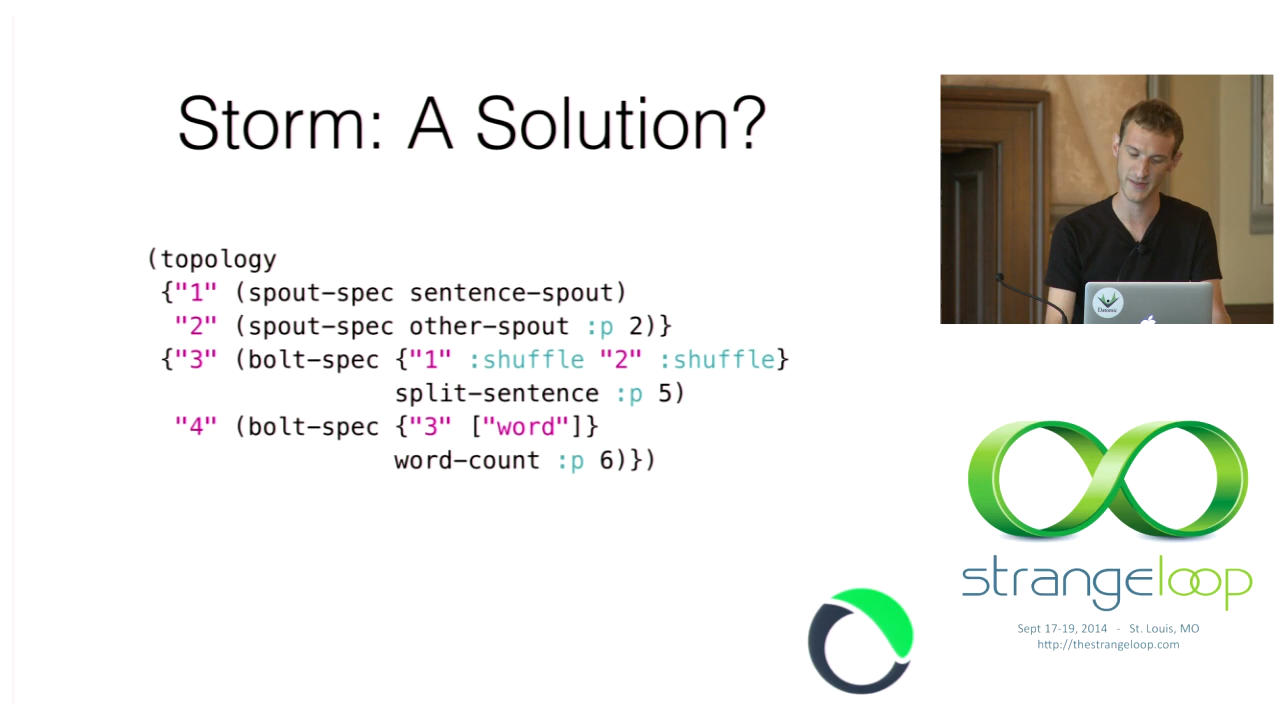 Storm: A Solution?
(topology
 {"1" (spout-spec sentence-spout)
  "2" (spout-spec other-spout :p 2)}
 {"3" (bolt-spec {"1" :shuffle "2" :shuffle}
                 split-sentence :p 5)
  "4" (bolt-spec {"3" ["word"]}
                 word-count :p 6)})
Datomic
strangeloop
Sept 17-19, 2014 - St. Louis, MO
http://thestrangeloop.com